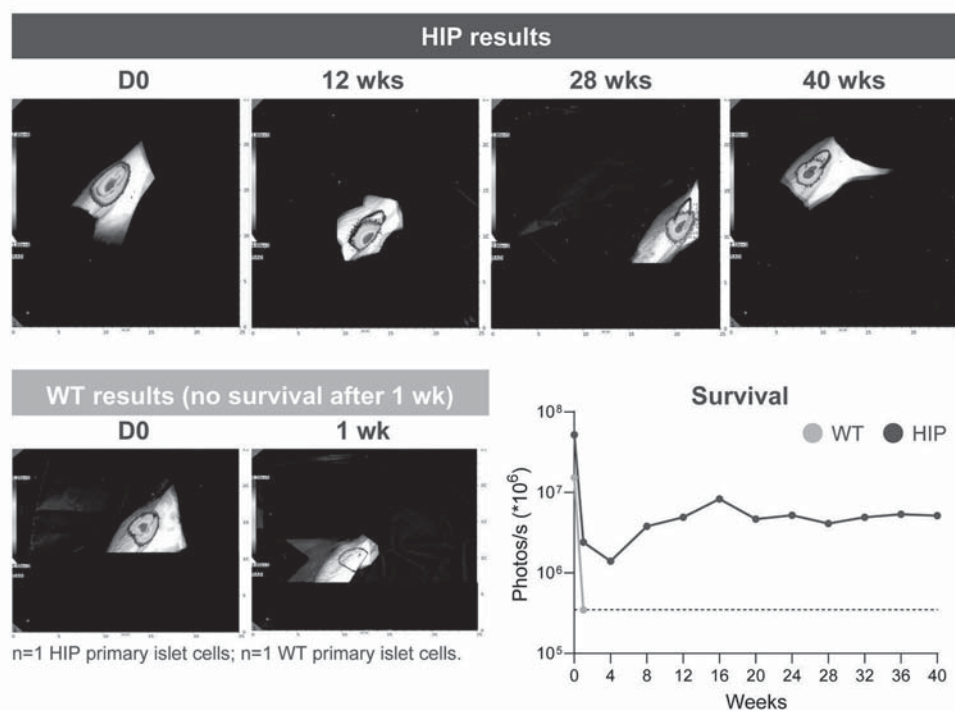 HIP results
D0 12 wks 28 wks 40 wks
WT results (no survival after 1 wk)
D0 1 wk
n=1 HIP primary islet cells; n=1 WT primary islet cells.
Survival
WT HIP
Photos/s (*10⁶)
10⁸
10⁷
10⁶
10⁵
0 4 8 12 16 20 24 28 32 36 40
Weeks